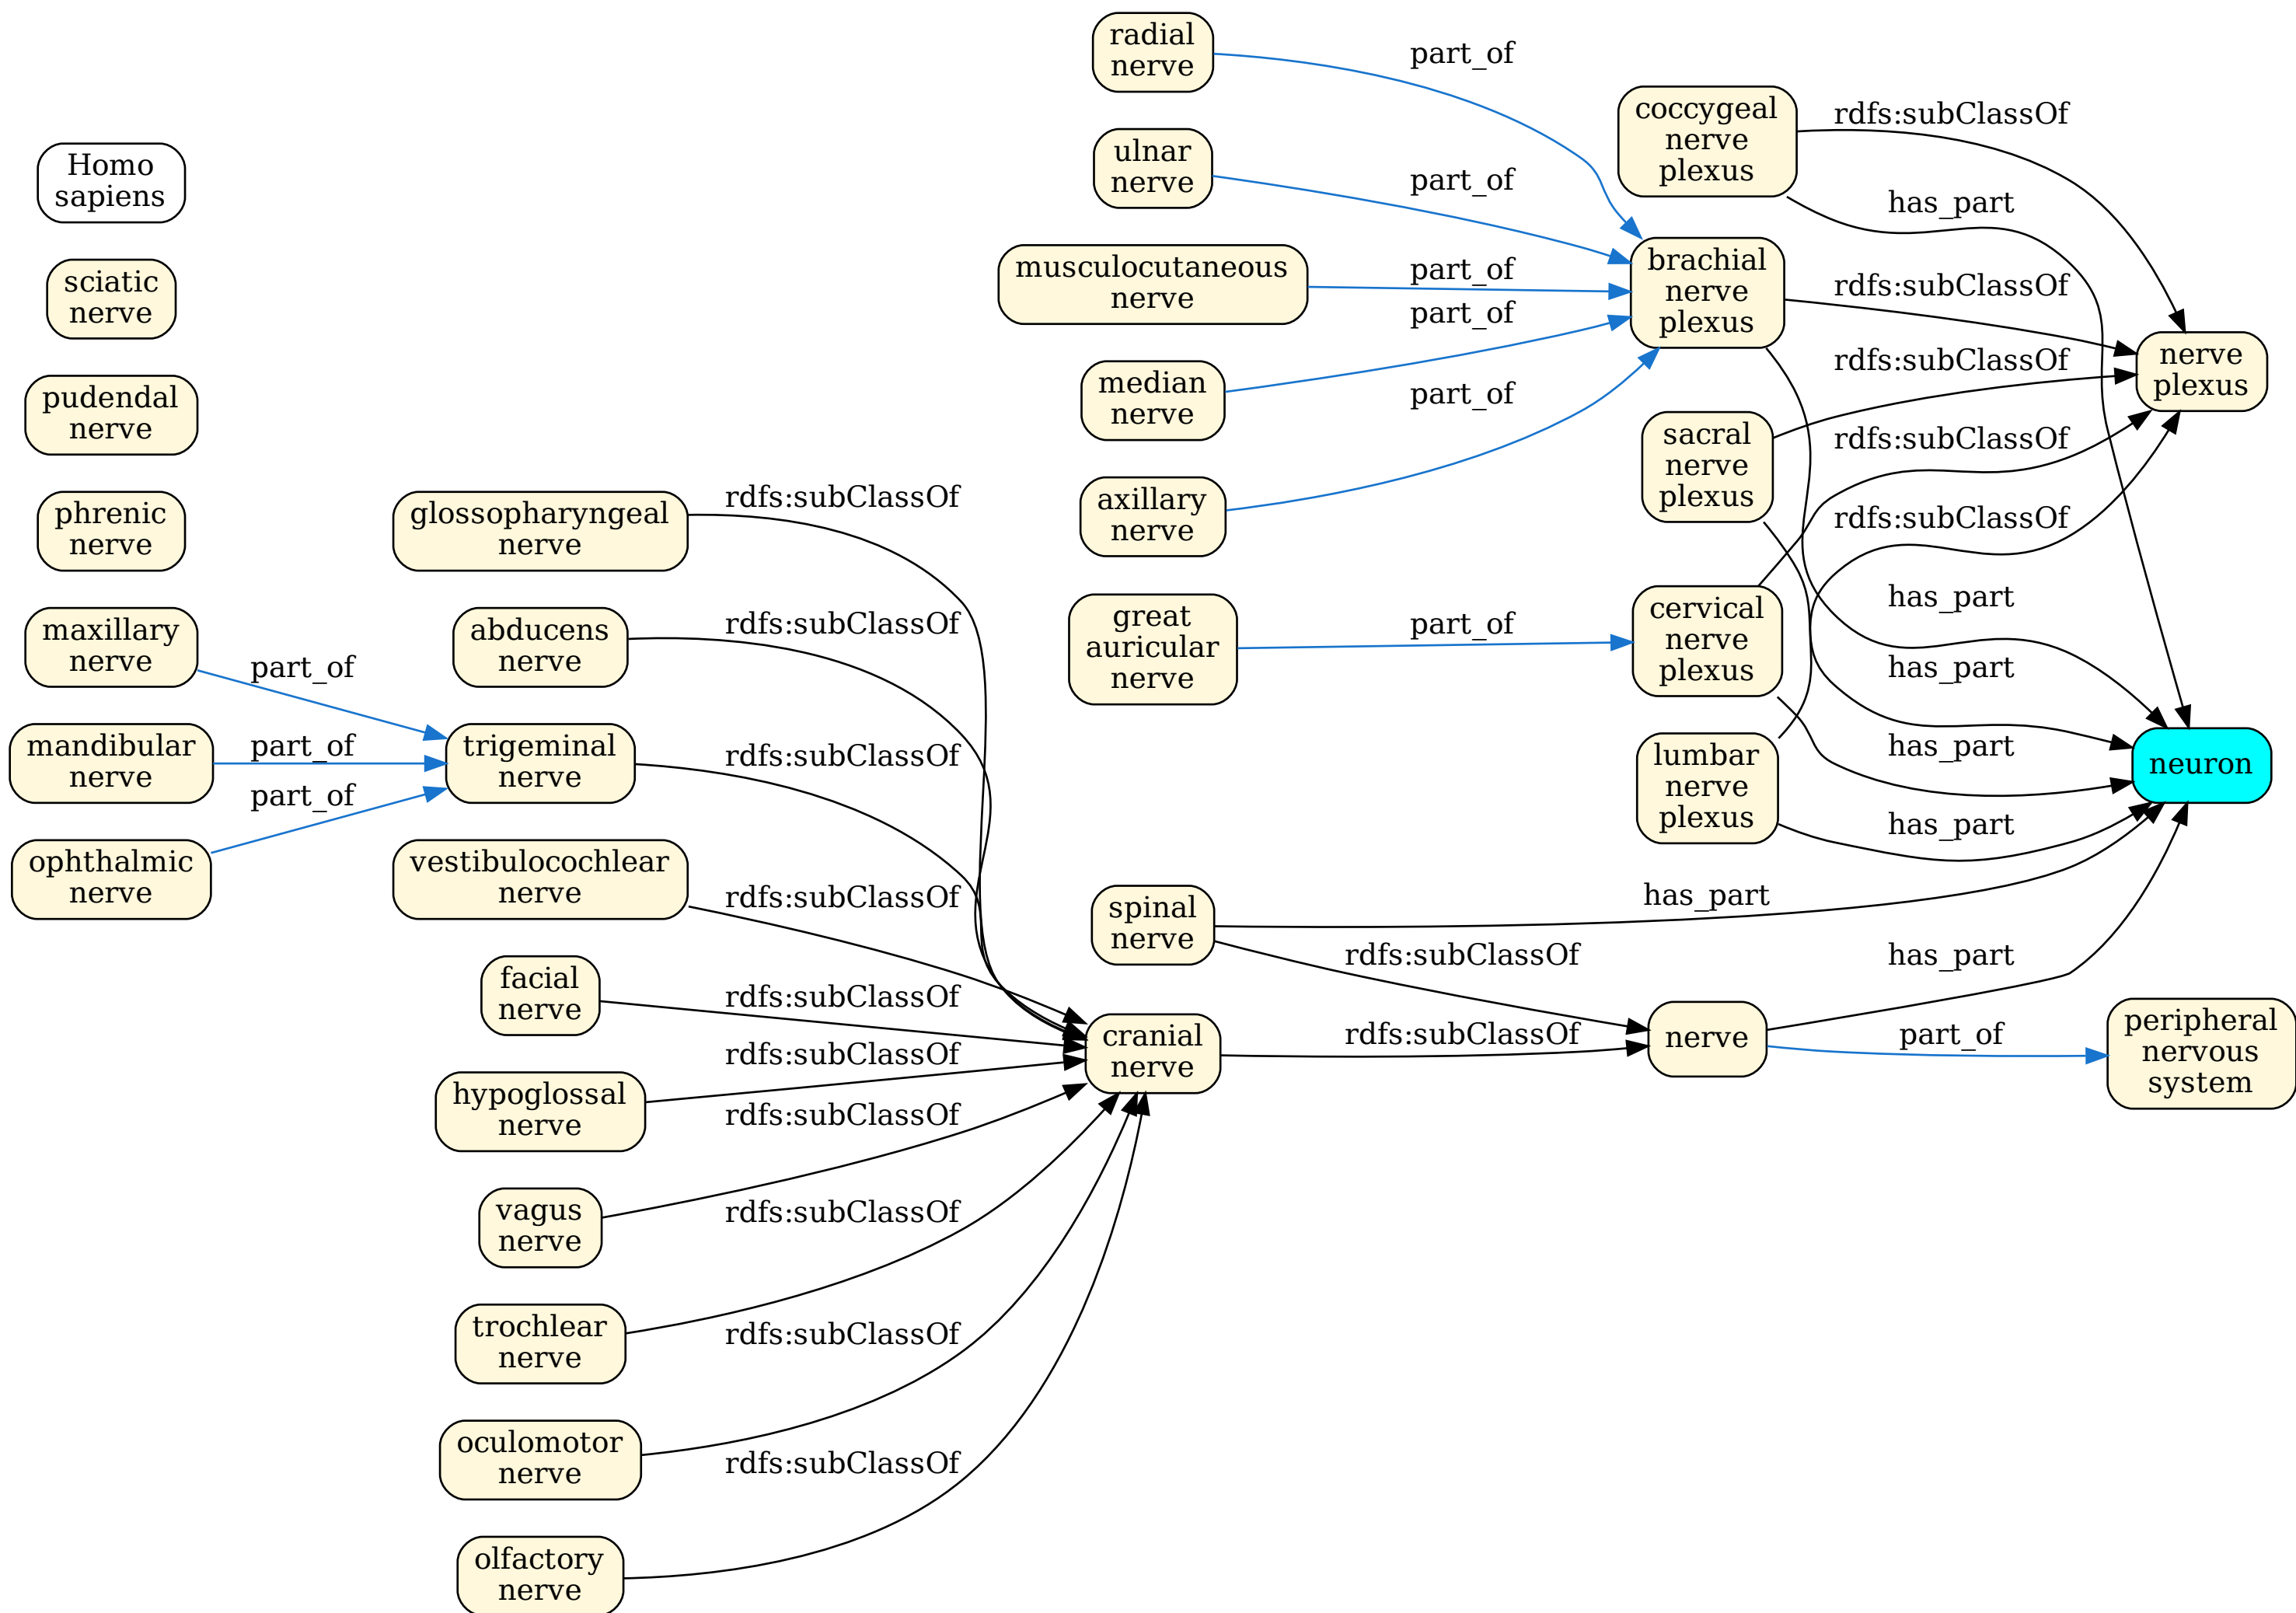 Homo
sapiens
sciatic
nerve
pudendal
nerve
phrenic
nerve
maxillary
nerve
mandibular
nerve
ophthalmic
nerve
part_of
part_of
part_of
glossopharyngeal
nerve
abducens
nerve
trigeminal
nerve
vestibulocochlear
nerve
facial
nerve
hypoglossal
nerve
vagus
nerve
trochlear
nerve
oculomotor
nerve
olfactory
nerve
rdfs:subClassOf
rdfs:subClassOf
rdfs:subClassOf
rdfs:subClassOf
rdfs:subClassOf
rdfs:subClassOf
rdfs:subClassOf
rdfs:subClassOf
rdfs:subClassOf
rdfs:subClassOf
radial
nerve
ulnar
nerve
musculocutaneous
nerve
median
nerve
axillary
nerve
great
auricular
nerve
spinal
nerve
cranial
nerve
part_of
part_of
part_of
part_of
part_of
part_of
has_part
rdfs:subClassOf
rdfs:subClassOf
coccygeal
nerve
plexus
brachial
nerve
plexus
sacral
nerve
plexus
cervical
nerve
plexus
lumbar
nerve
plexus
nerve
rdfs:subClassOf
has_part
rdfs:subClassOf
rdfs:subClassOf
rdfs:subClassOf
rdfs:subClassOf
has_part
has_part
has_part
has_part
has_part
part_of
nerve
plexus
neuron
peripheral
nervous
system